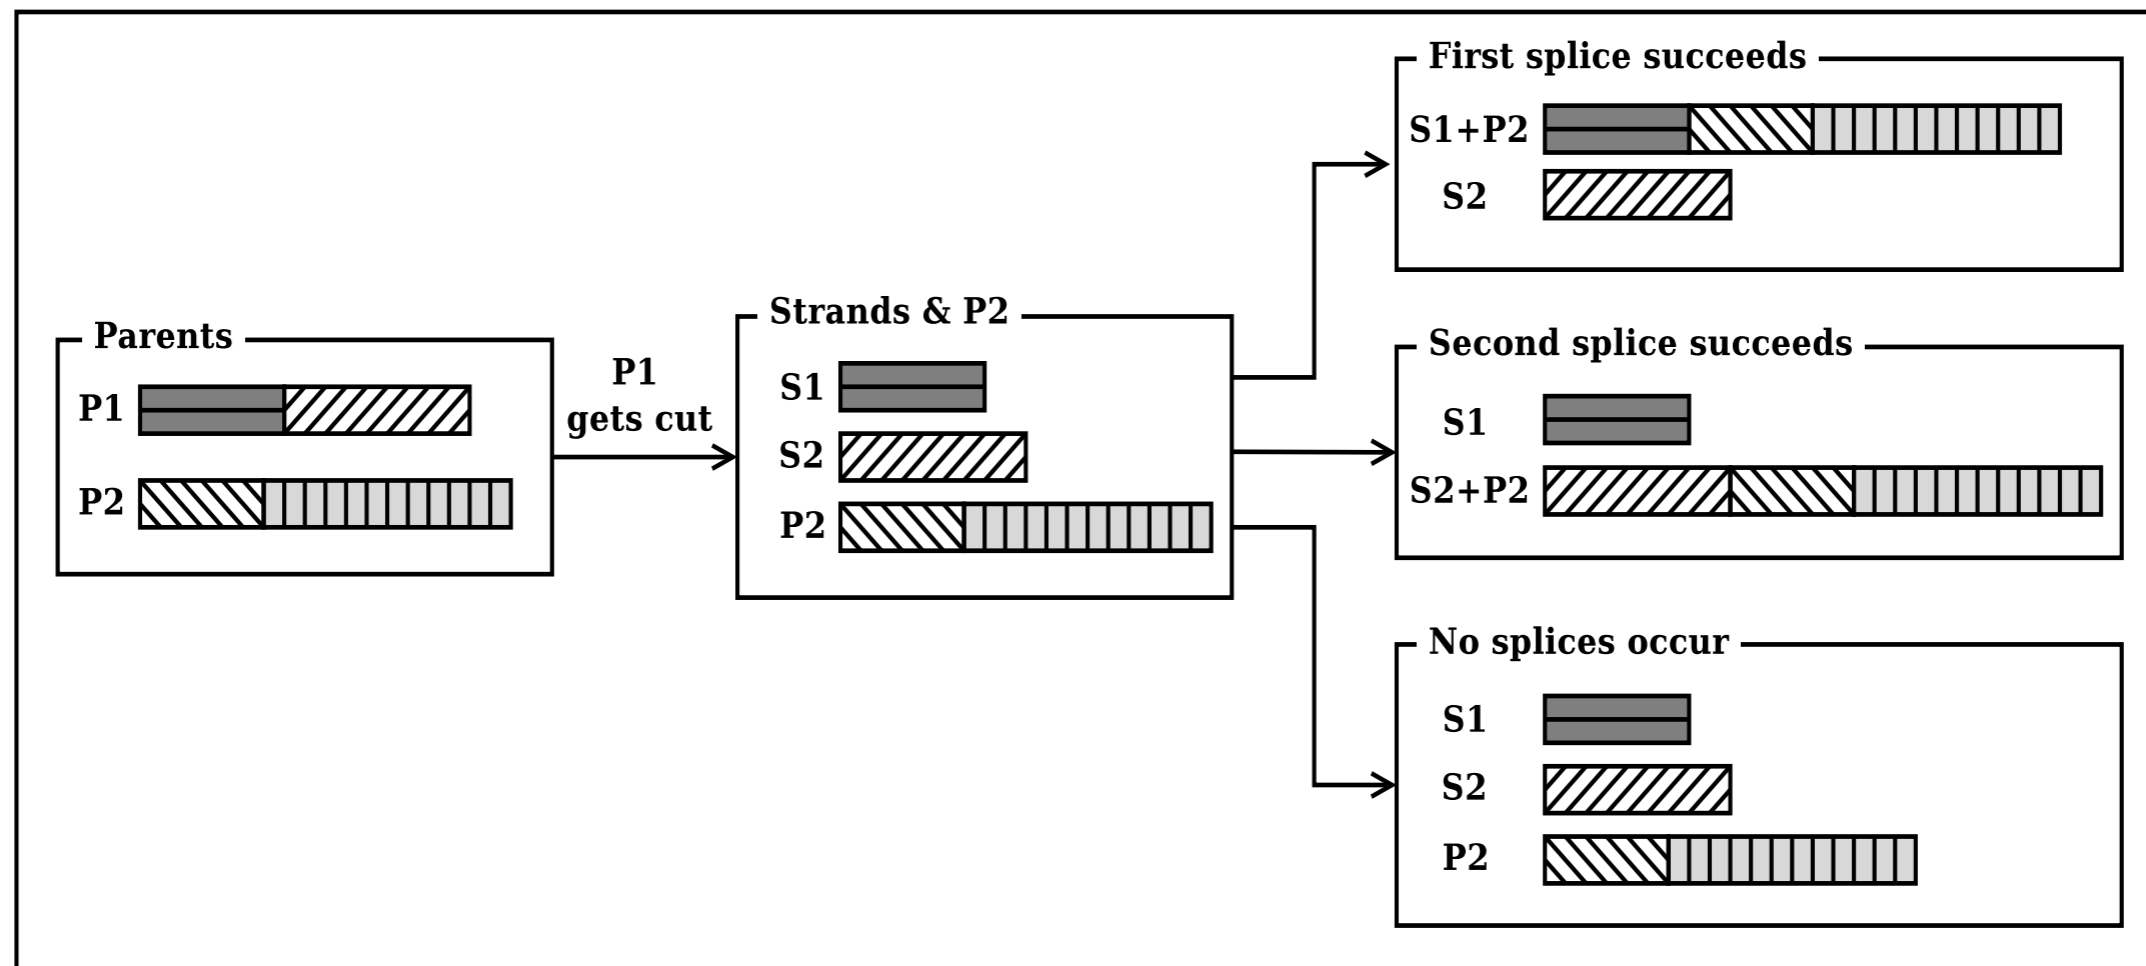 Parents
P1
P2
P1
gets cut
Strands & P2
S1
S2
P2
First splice succeeds
S1+P2
S2
Second splice succeeds
S1
S2+P2
No splices occur
S1
S2
P2